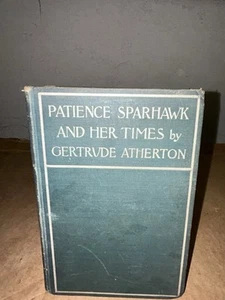 PATIENCE SPARHAWK
AND HER TIMES by
GERTRUDE ATHERTON